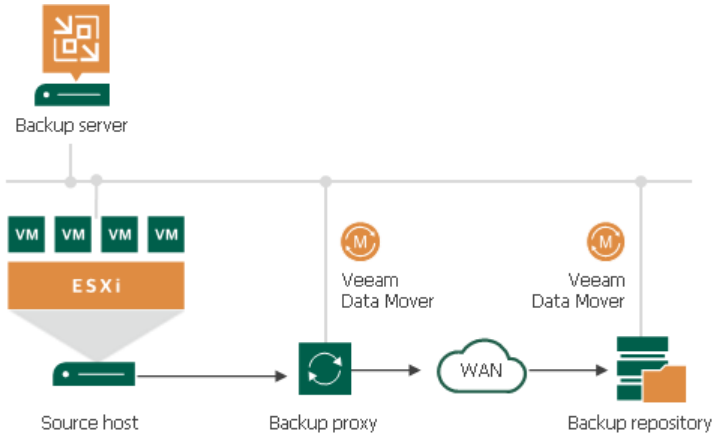 Backup server
VM VM VM VM
ESXi
M
Veeam
Data Mover
M
Veeam
Data Mover
WAN
Source host
Backup proxy
Backup repository